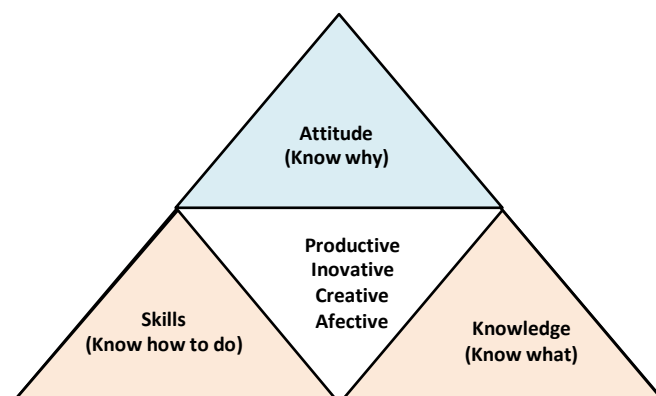 Attitude
(Know why)
Productive
Inovative
Creative
Afective
Skills
(Know how to do)
Knowledge
(Know what)